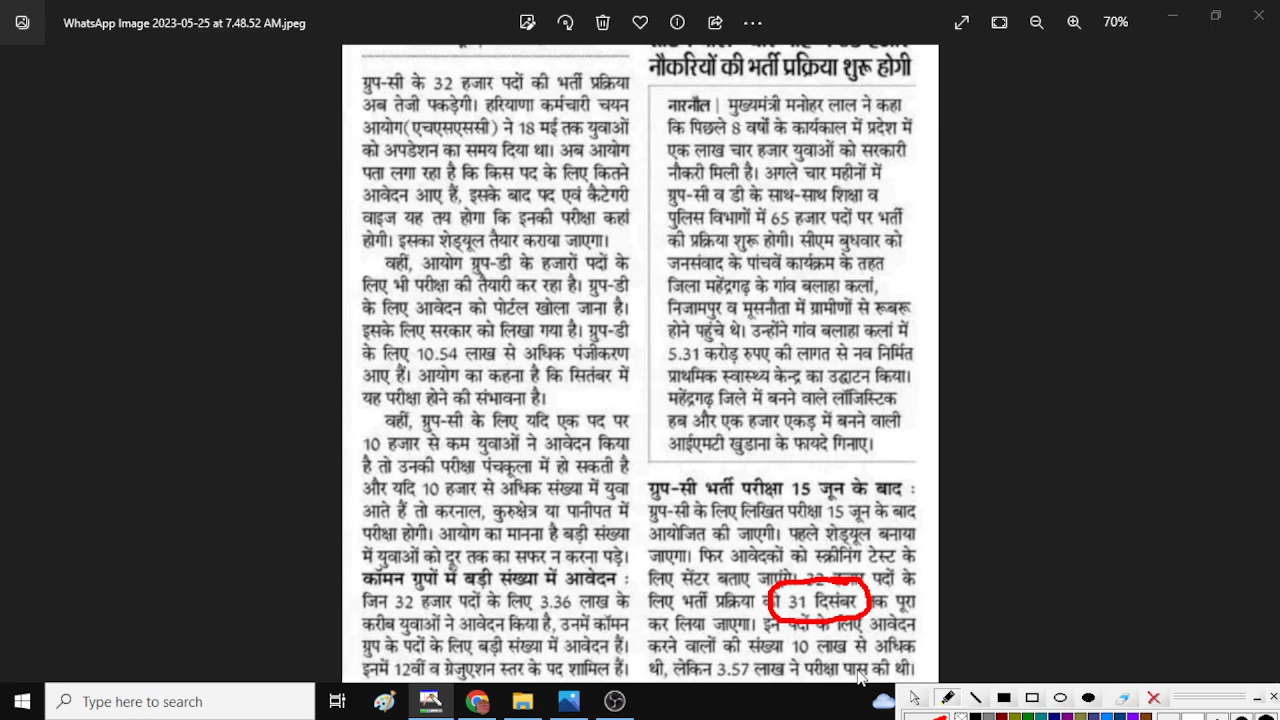 WhatsApp Image 2023-05-25 at 7.48.52 AM.jpeg
70%
ग्रुप-सी के 32 हजार पदों की भर्ती प्रक्रिया
अब तेजी पकड़ेगी। हरियाणा कर्मचारी चयन
आयोग(एचएसएससी) ने 18 मई तक युवाओं
को अपडेशन का समय दिया था। अब आयोग
पता लगा रहा है कि किस पद के लिए कितने
आवेदन आए हैं, इसके बाद पद एवं कैटेगरी
वाइज यह तय होगा कि इनकी परीक्षा कहां
होगी। इसका शेड्यूल तैयार कराया जाएगा।
वहीं, आयोग ग्रुप-डी के हजारों पदों के
लिए भी परीक्षा की तैयारी कर रहा है। ग्रुप-डी
के लिए आवेदन को पोर्टल खोला जाना है।
इसके लिए सरकार को लिखा गया है। ग्रुप-डी
के लिए 10.54 लाख से अधिक पंजीकरण
आए हैं। आयोग का कहना है कि सितंबर में
यह परीक्षा होने की संभावना है।
वहीं, ग्रुप-सी के लिए यदि एक पद पर
10 हजार से कम युवाओं ने आवेदन किया
है तो उनकी परीक्षा पंचकूला में हो सकती है
और यदि 10 हजार से अधिक संख्या में युवा
आते हैं तो करनाल, कुरुक्षेत्र या पानीपत में
परीक्षा होगी। आयोग का मानना है बड़ी संख्या
में युवाओं को दूर तक का सफर न करना पड़े।
कॉमन ग्रुपों में बड़ी संख्या में आवेदन :
जिन 32 हजार पदों के लिए 3.36 लाख के
करीब युवाओं ने आवेदन किया है, उनमें कॉमन
ग्रुप के पदों के लिए बड़ी संख्या में आवेदन हैं।
इनमें 12वीं व ग्रेजुएशन स्तर के पद शामिल हैं।
नौकरियों की भर्ती प्रक्रिया शुरू होगी
नारनौल | मुख्यमंत्री मनोहर लाल ने कहा
कि पिछले 8 वर्षों के कार्यकाल में प्रदेश में
एक लाख चार हजार युवाओं को सरकारी
नौकरी मिली है। अगले चार महीनों में
ग्रुप-सी व डी के साथ-साथ शिक्षा व
पुलिस विभागों में 65 हजार पदों पर भर्ती
की प्रक्रिया शुरू होगी। सीएम बुधवार को
जनसंवाद के पांचवें कार्यक्रम के तहत
जिला महेंद्रगढ़ के गांव बलाहा कलां,
निजामपुर व मूसनौता में ग्रामीणों से रूबरू
होने पहुंचे थे। उन्होंने गांव बलाहा कलां में
5.31 करोड़ रुपए की लागत से नव निर्मित
प्राथमिक स्वास्थ्य केन्द्र का उद्घाटन किया।
महेंद्रगढ़ जिले में बनने वाले लॉजिस्टिक
हब और एक हजार एकड़ में बनने वाली
आईएमटी खुडाना के फायदे गिनाए।
ग्रुप-सी भर्ती परीक्षा 15 जून के बाद :
ग्रुप-सी के लिए लिखित परीक्षा 15 जून के बाद
आयोजित की जाएगी। पहले शेड्यूल बनाया
जाएगा। फिर आवेदकों को स्क्रीनिंग टेस्ट के
लिए सेंटर बताए जाएंगे। 32 हजार पदों के
लिए भर्ती प्रक्रिया को 31 दिसंबर तक पूरा
कर लिया जाएगा। इन पदों के लिए आवेदन
करने वालों की संख्या 10 लाख से अधिक
थी, लेकिन 3.57 लाख ने परीक्षा पास की थी।
Type here to search